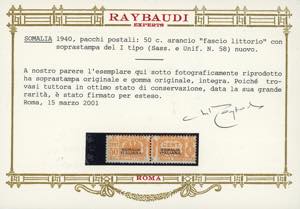 RAYBAUDI
EXPERTS
SOMALIA 1940, pacchi postali: 50 c. arancio "fascio littorio" con
soprastampa del I tipo (Sass. e Unif. N. 58) nuovo.
A nostro parere l'esemplare qui sotto fotograficamente riprodotto
ha soprastampa originale e gomma originale, integra. Poiché tro-
vasi tuttora in ottimo stato di conservazione, data la sua grande
rarità, è stato firmato per esteso.
Roma, 15 marzo 2001
ROMA